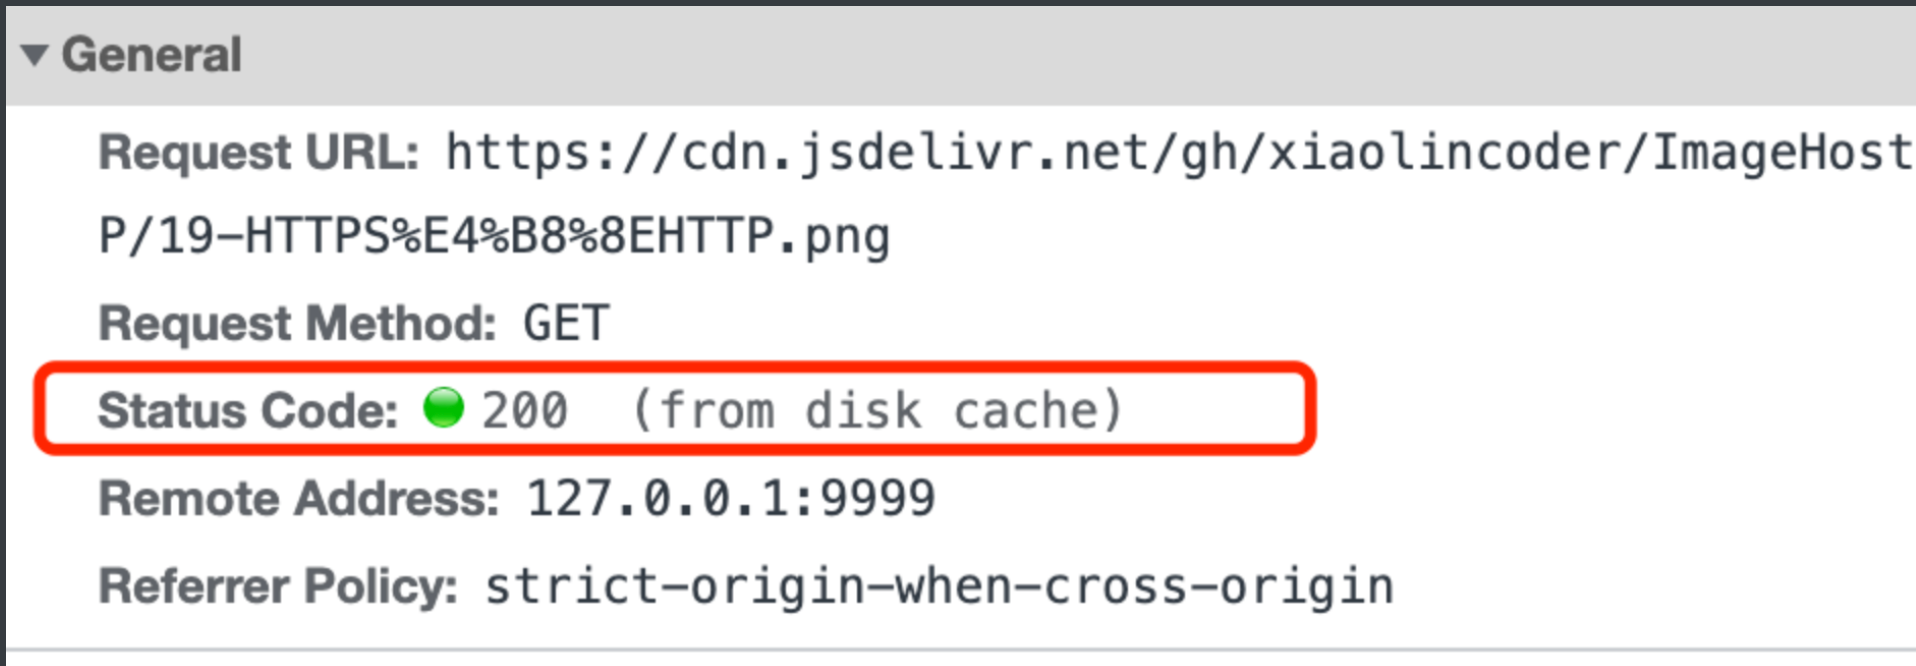 General
Request URL: https://cdn.jsdelivr.net/gh/xiaolincoder/ImageHost
P/19-HTTPS%E4%B8%8EHTTP.png
Request Method: GET
Status Code: 200 (from disk cache)
Remote Address: 127.0.0.1:9999
Referrer Policy: strict-origin-when-cross-origin